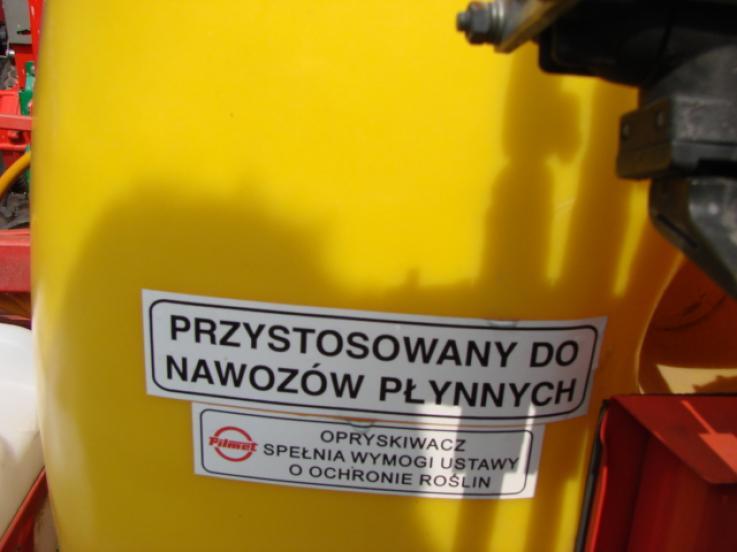 PRZYSTOSOWANY DO
NAWOZÓW PŁYNNYCH
Pilmet
OPRYSKIWACZ
SPEŁNIA WYMOGI USTAWY
O OCHRONIE ROŚLIN